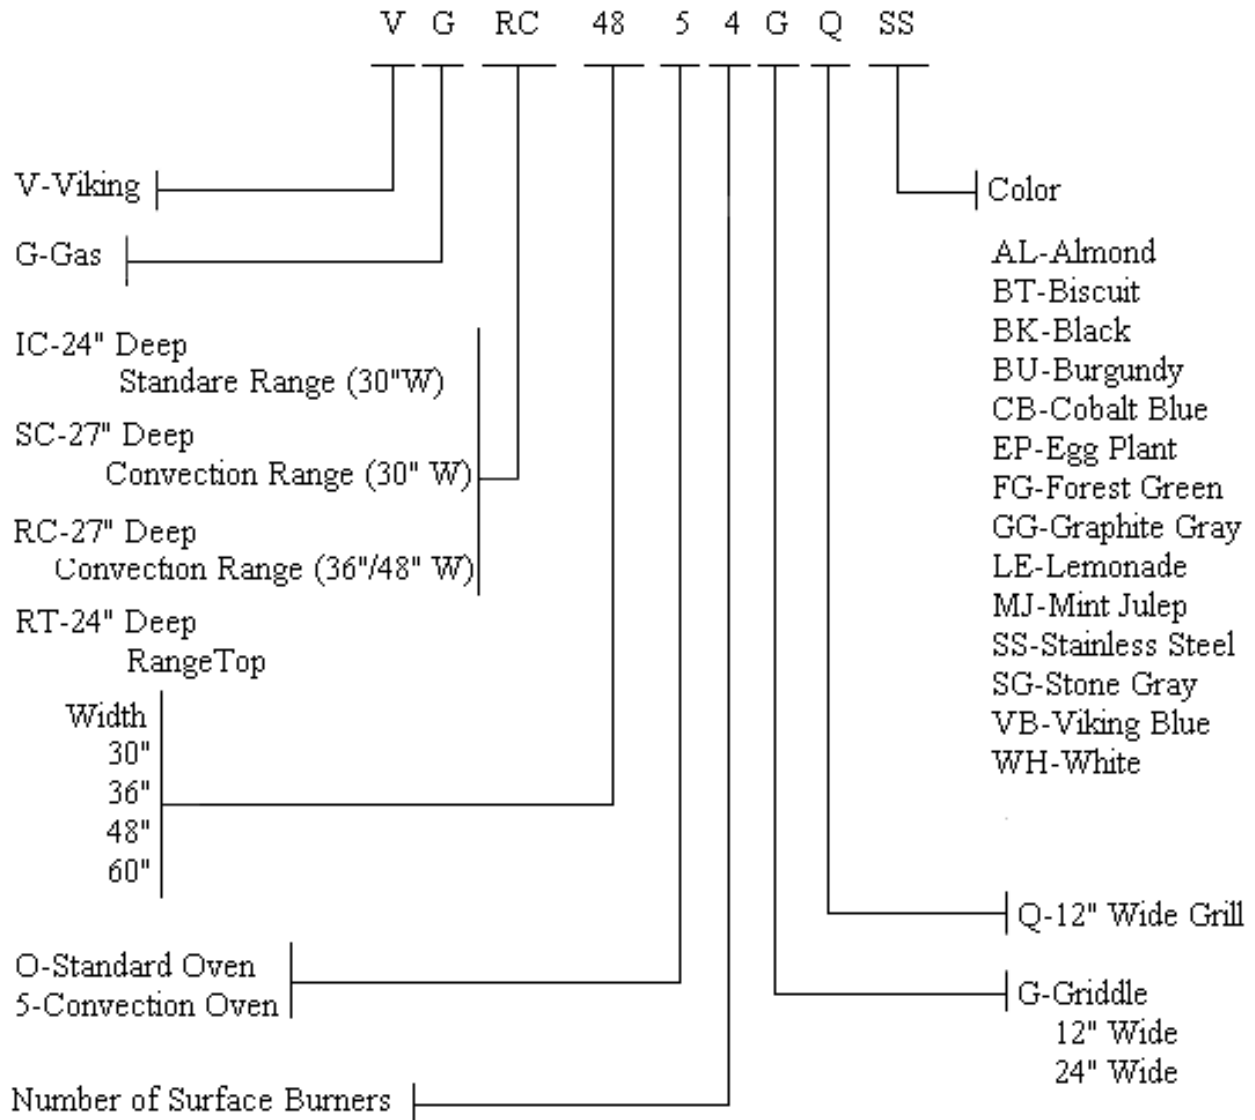 V G RC 48 5 4 G Q SS
V-Viking
G-Gas
IC-24" Deep
Standare Range (30"W)
SC-27" Deep
Convection Range (30" W)
RC-27" Deep
Convection Range (36"/48" W)
RT-24" Deep
RangeTop
Width
30"
36"
48"
60"
O-Standard Oven
5-Convection Oven
Number of Surface Burners
Color
AL-Almond
BT-Biscuit
BK-Black
BU-Burgundy
CB-Cobalt Blue
EP-Egg Plant
FG-Forest Green
GG-Graphite Gray
LE-Lemonade
MJ-Mint Julep
SS-Stainless Steel
SG-Stone Gray
VB-Viking Blue
WH-White
Q-12" Wide Grill
G-Griddle
12" Wide
24" Wide